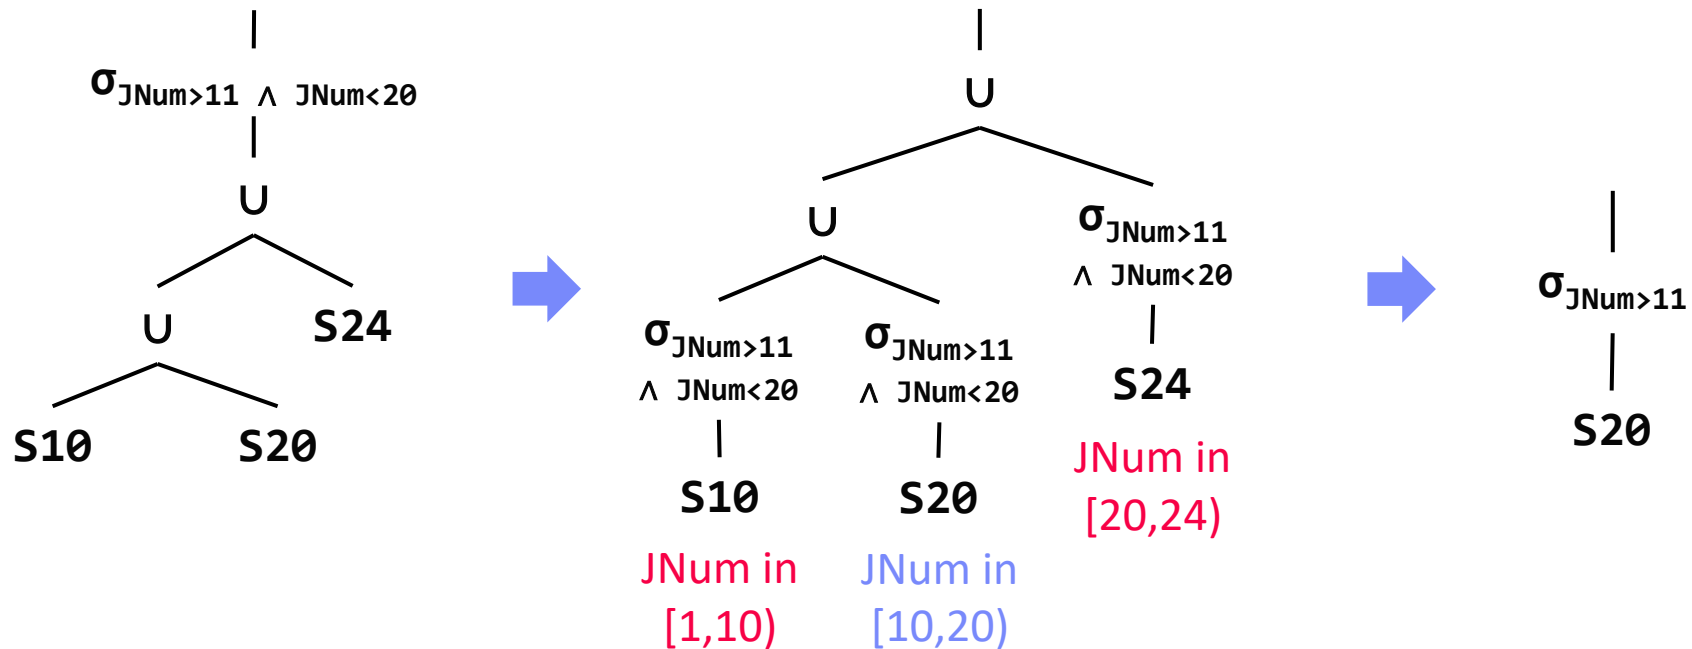 σJNum>11 ∧ JNum<20
∪
∪
S24
S10
S20
∪
∪
σJNum>11
∧ JNum<20
S24
JNum in
[20,24)
σJNum>11
∧ JNum<20
S10
JNum in
[1,10)
σJNum>11
∧ JNum<20
S20
JNum in
[10,20)
σJNum>11
S20